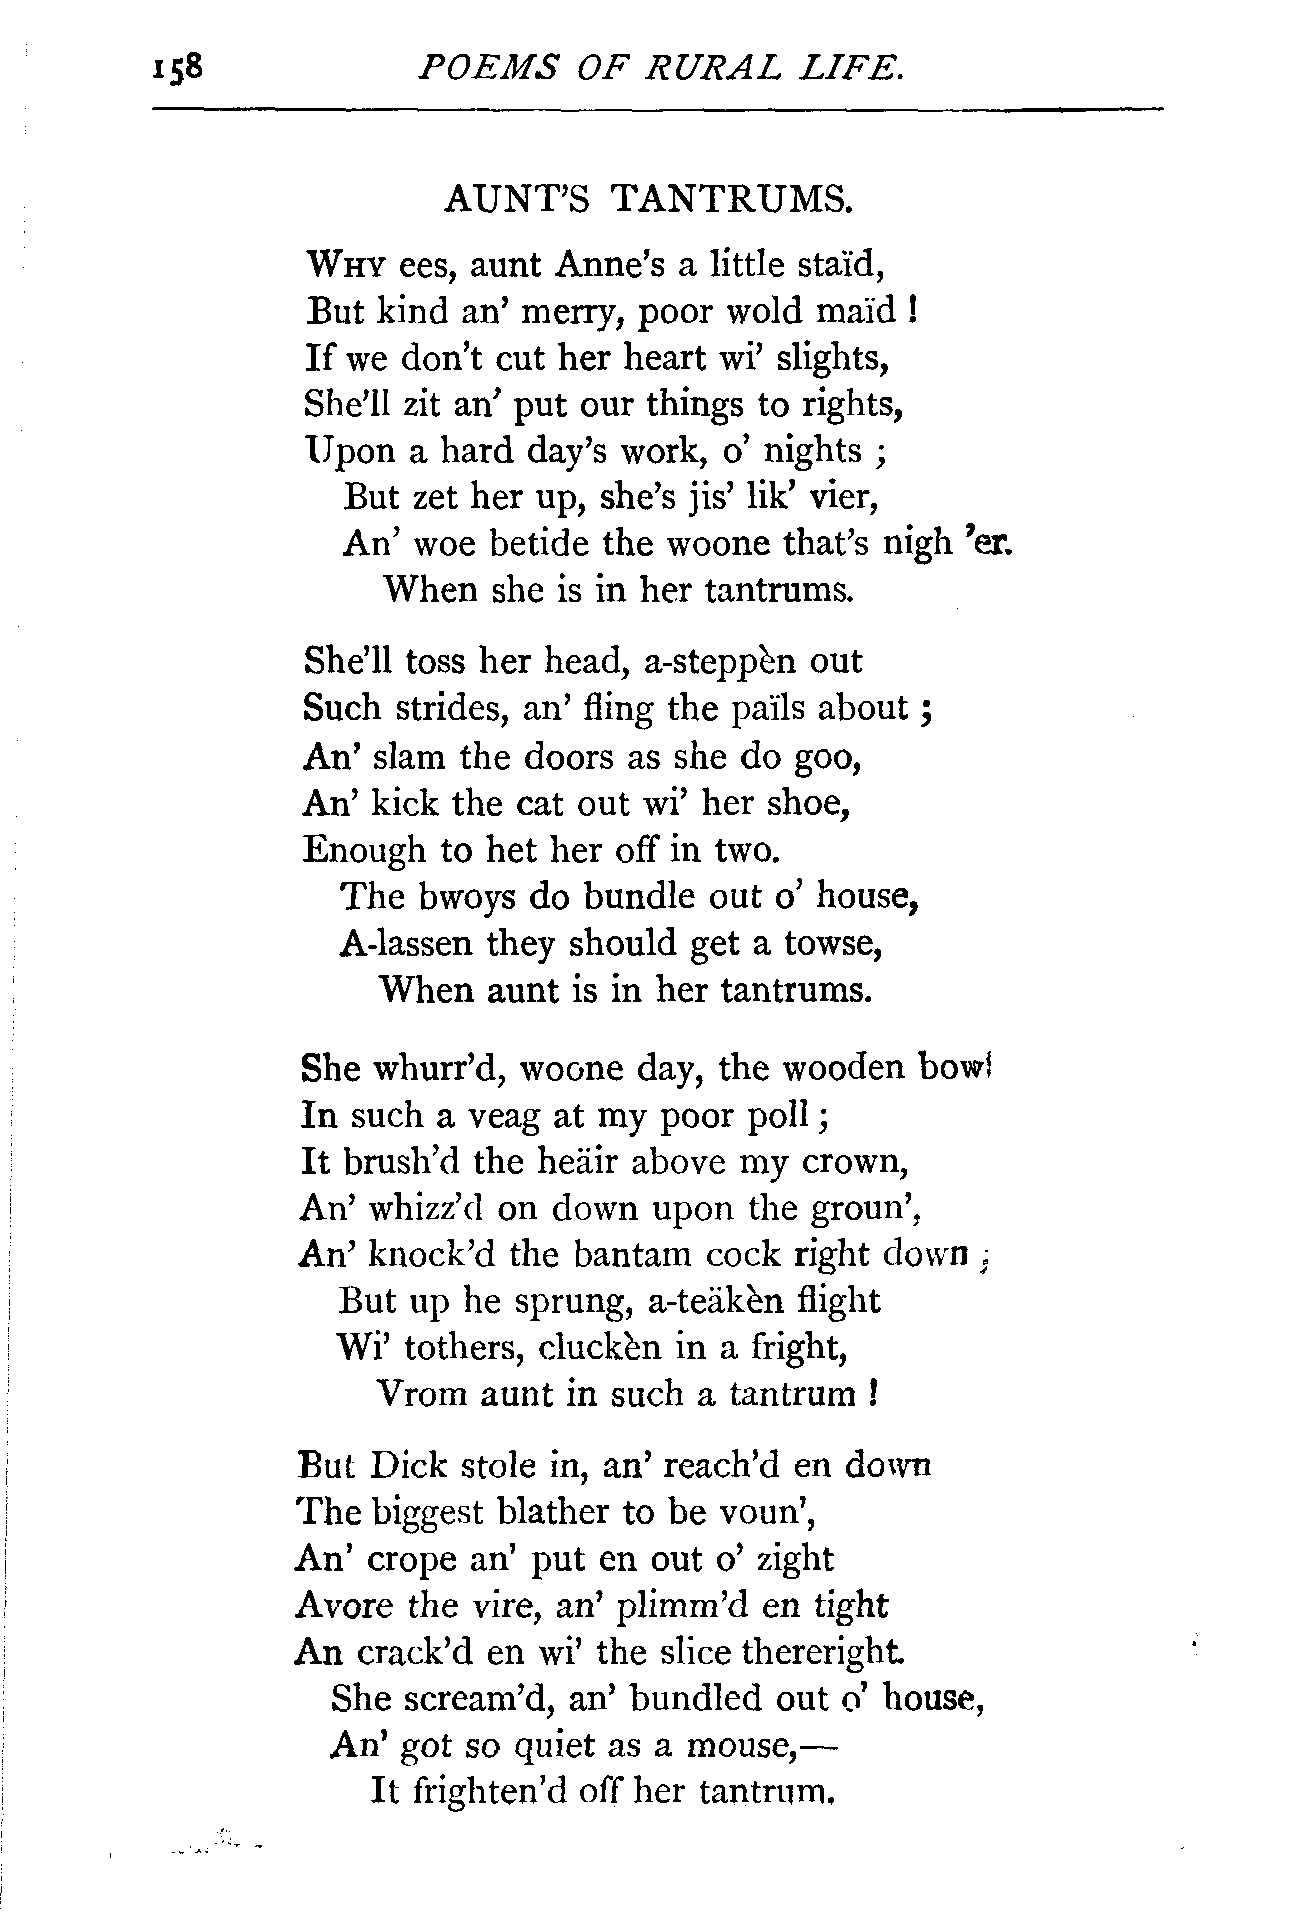 158 POEMS OF RURAL LIFE.
AUNT'S TANTRUMS.
WHY ees, aunt Anne's a little staïd,
But kind an' merry, poor wold maïd !
If we don't cut her heart wi' slights,
She'll zit an' put our things to rights,
Upon a hard day's work, o' nights ;
But zet her up, she's jis' lik' vier,
An' woe betide the woone that's nigh 'er.
When she is in her tantrums.
She'll toss her head, a-steppèn out
Such strides, an' fling the païls about ;
An' slam the doors as she do goo,
An' kick the cat out wi' her shoe,
Enough to het her off in two.
The bwoys do bundle out o' house,
A-lassen they should get a towse,
When aunt is in her tantrums.
She whurr'd, woone day, the wooden bowl
In such a veag at my poor poll ;
It brush'd the heäir above my crown,
An' whizz'd on down upon the groun',
An' knock'd the bantam cock right down ;
But up he sprung, a-teäkèn flight
Wi' tothers, cluckèn in a fright,
Vrom aunt in such a tantrum !
But Dick stole in, an' reach'd en down
The biggest blather to be voun',
An' crope an' put en out o' zight
Avore the vire, an' plimm'd en tight
An crack'd en wi' the slice thereright.
She scream'd, an' bundled out o' house,
An' got so quiet as a mouse,—
It frighten'd off her tantrum.